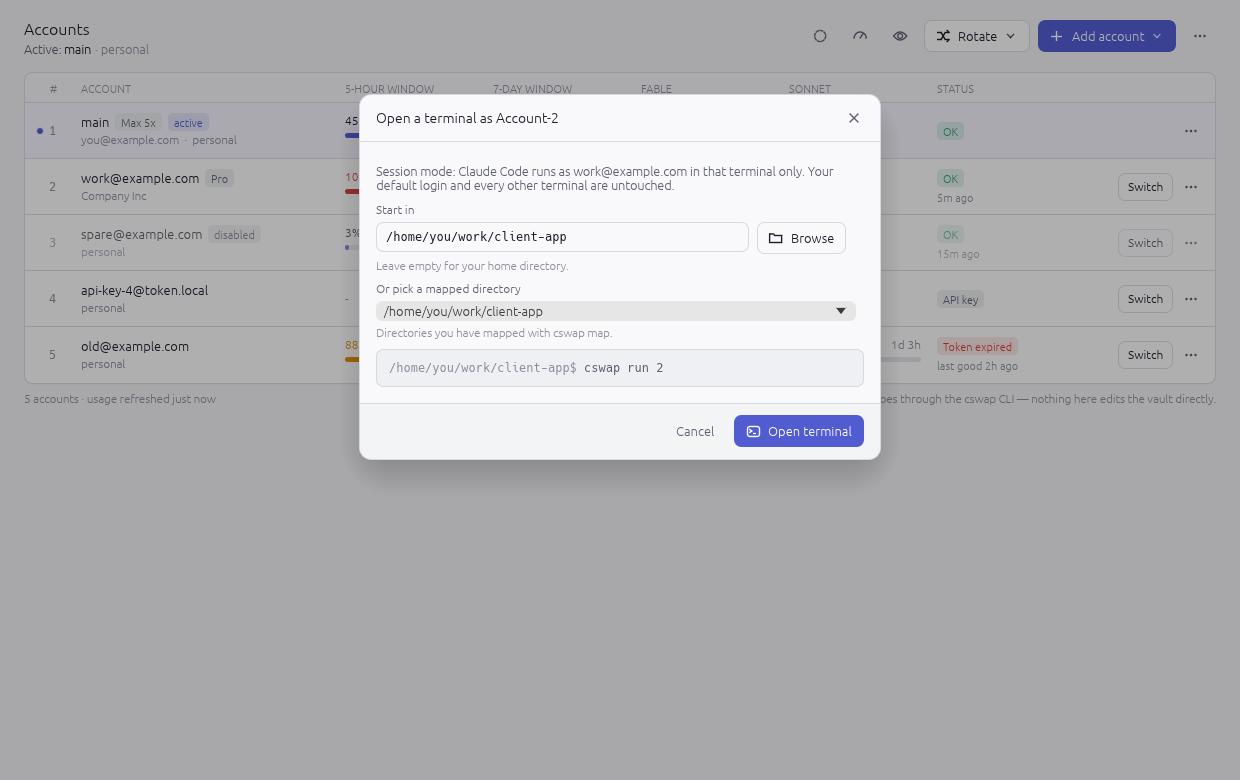 Accounts
Active: main · personal
Rotate
Add account
# ACCOUNT 5-HOUR WINDOW 7-DAY WINDOW FABLE SONNET STATUS
1 main Max 5x active 45 OK
you@example.com · personal
2 work@example.com Pro 10 OK Switch
Company Inc 5m ago
3 spare@example.com disabled 3% OK Switch
personal 15m ago
4 api-key-4@token.local - API key Switch
personal
5 old@example.com 88 1d 3h Token expired Switch
personal last good 2h ago
5 accounts · usage refreshed just now
through the cswap CLI — nothing here edits the vault directly.
Open a terminal as Account-2
Session mode: Claude Code runs as work@example.com in that terminal only. Your
default login and every other terminal are untouched.
Start in
/home/you/work/client-app
Browse
Leave empty for your home directory.
Or pick a mapped directory
/home/you/work/client-app
Directories you have mapped with cswap map.
/home/you/work/client-app$ cswap run 2
Cancel
Open terminal